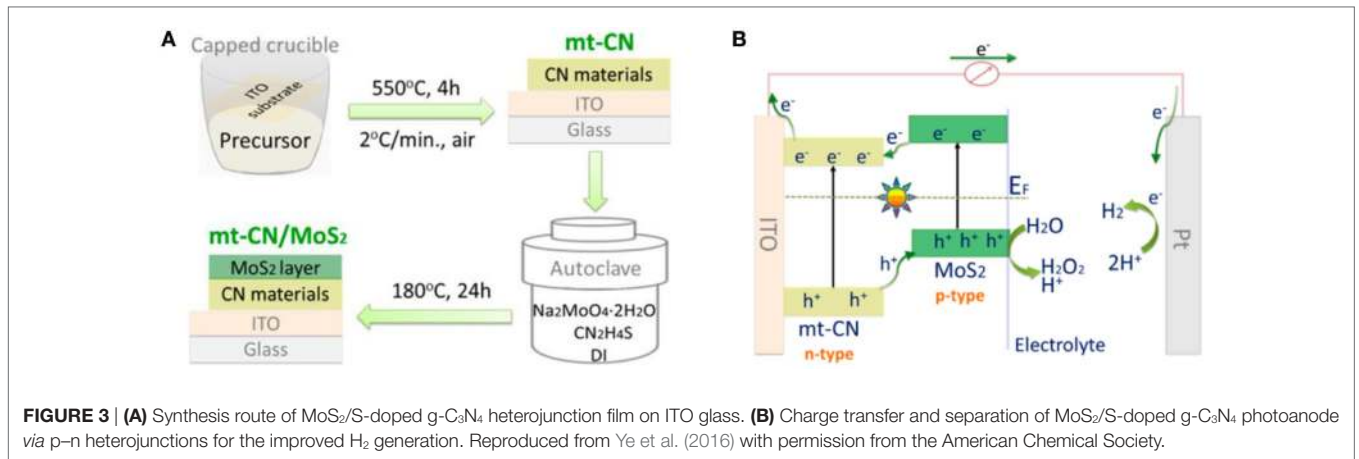 A
Capped crucible
ITO
substrate
Precursor
550°C, 4h
2°C/min., air
mt-CN
CN materials
ITO
Glass
Autoclave
Na₂MoO₄·2H₂O
CN₂H₄S
DI
180°C, 24h
mt-CN/MoS₂
MoS₂ layer
CN materials
ITO
Glass
B
e⁻
e⁻
e⁻
e⁻ e⁻
e⁻
e⁻ e⁻ e⁻
E_F
ITO
h⁺ h⁺ h⁺
h⁺
MoS₂
p-type
h⁺ h⁺
mt-CN
n-type
H₂O
H₂O₂
H⁺
Electrolyte
H₂
e⁻
2H⁺
Pt
FIGURE 3 | (A) Synthesis route of MoS₂/S-doped g-C₃N₄ heterojunction film on ITO glass. (B) Charge transfer and separation of MoS₂/S-doped g-C₃N₄ photoanode
via p–n heterojunctions for the improved H₂ generation. Reproduced from Ye et al. (2016) with permission from the American Chemical Society.